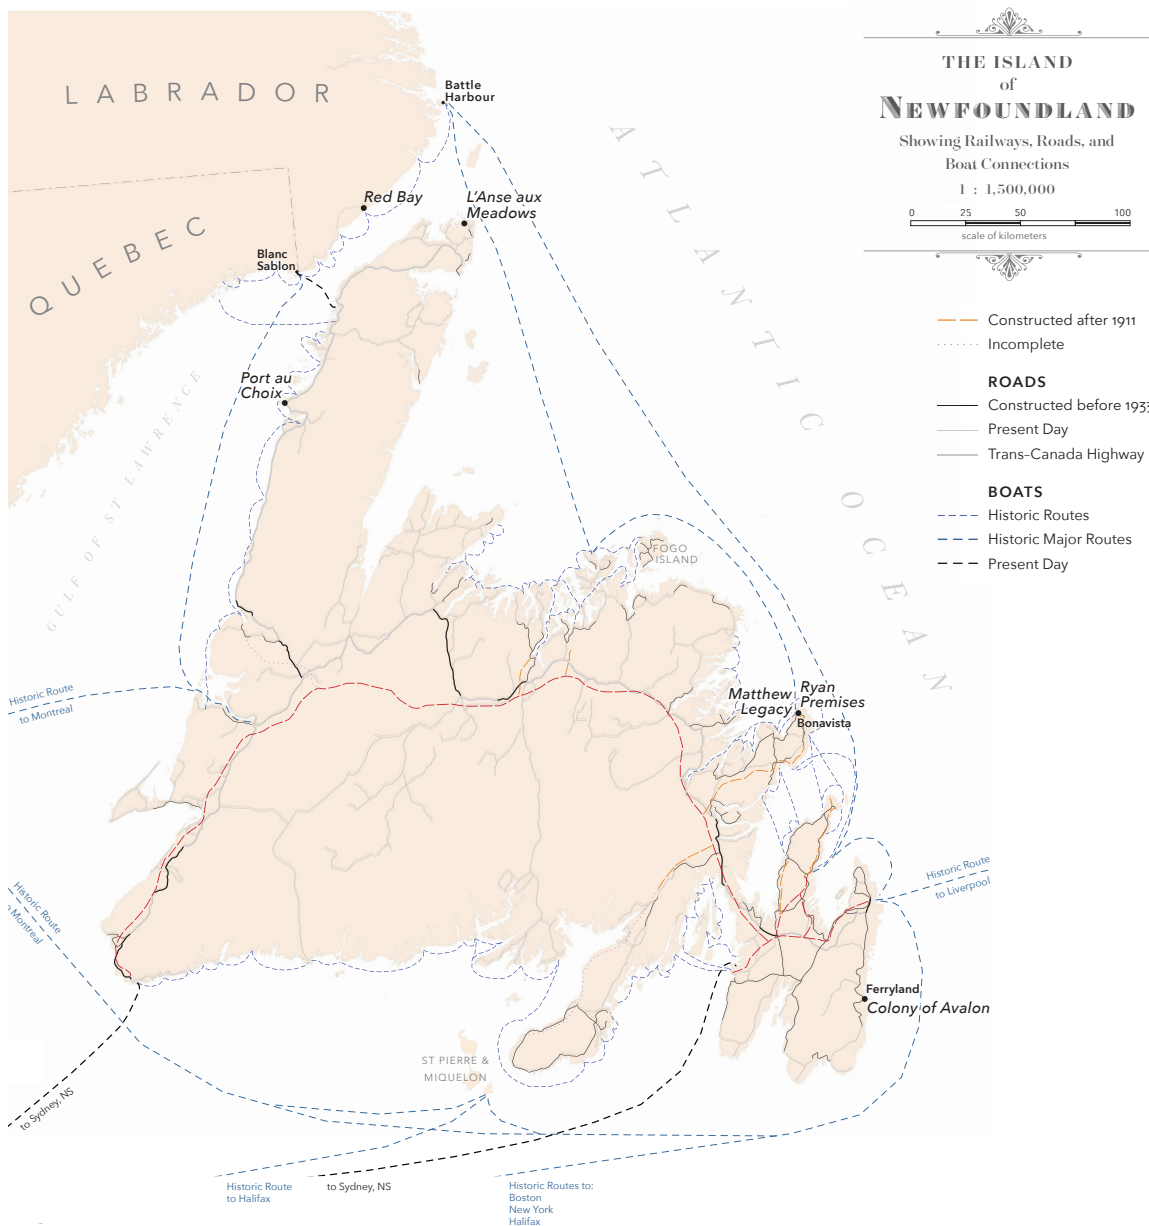 THE ISLAND
of
NEWFOUNDLAND
Showing Railways, Roads, and
Boat Connections
1 : 1,500,000
0 25 50 100
scale of kilometers
Constructed after 1911
Incomplete
ROADS
Constructed before 1933
Present Day
Trans-Canada Highway
BOATS
Historic Routes
Historic Major Routes
Present Day
LABRADOR
Battle
Harbour
ATLANTIC OCEAN
Red Bay
L'Anse aux
Meadows
QUEBEC
Blanc
Sablon
Port au
Choix
GULF OF ST LAWRENCE
FOGO
ISLAND
Historic Route
to Montreal
Matthew
Legacy
Ryan
Premises
Bonavista
Historic Route
to Liverpool
Historic Route
o Montreal
Ferryland
Colony of Avalon
ST PIERRE &
MIQUELON
to Sydney, NS
Historic Route
to Halifax
to Sydney, NS
Historic Routes to:
Boston
New York
Halifax